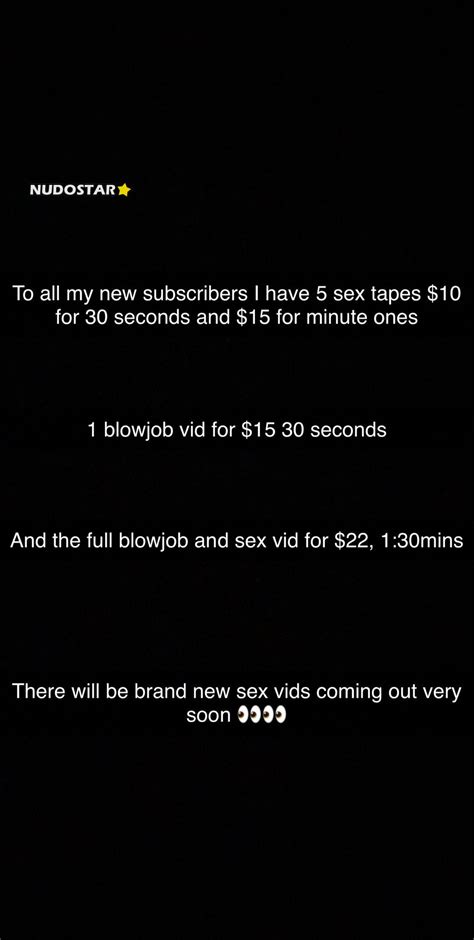 NUDOSTAR⭐
To all my new subscribers I have 5 sex tapes $10
for 30 seconds and $15 for minute ones
1 blowjob vid for $15 30 seconds
And the full blowjob and sex vid for $22, 1:30mins
There will be brand new sex vids coming out very
soon 👀👀